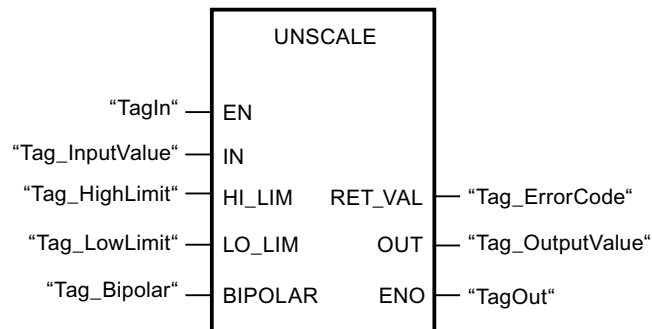 UNSCALE
“TagIn“ EN
“Tag_InputValue“ IN
“Tag_HighLimit“ HI_LIM RET_VAL “Tag_ErrorCode“
“Tag_LowLimit“ LO_LIM OUT “Tag_OutputValue“
“Tag_Bipolar“ BIPOLAR ENO “TagOut“